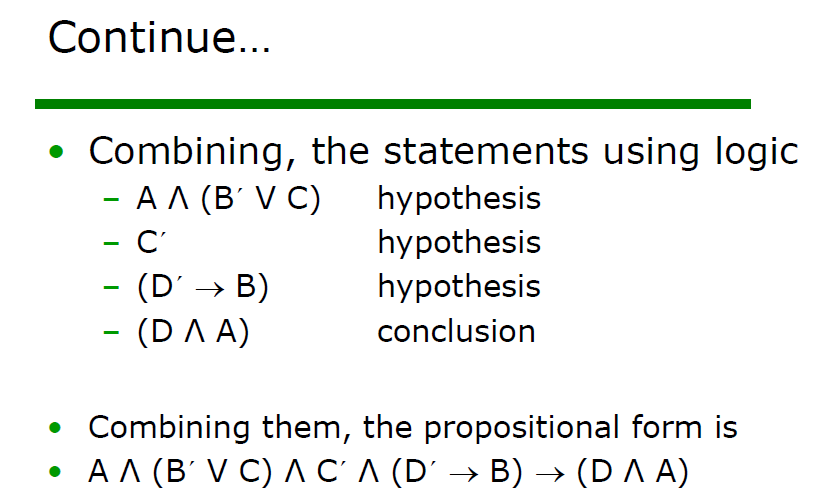 Continue…
• Combining, the statements using logic
– A Λ (B′ V C) hypothesis
– C′ hypothesis
– (D′ → B) hypothesis
– (D Λ A) conclusion
• Combining them, the propositional form is
• A Λ (B′ V C) Λ C′ Λ (D′ → B) → (D Λ A)